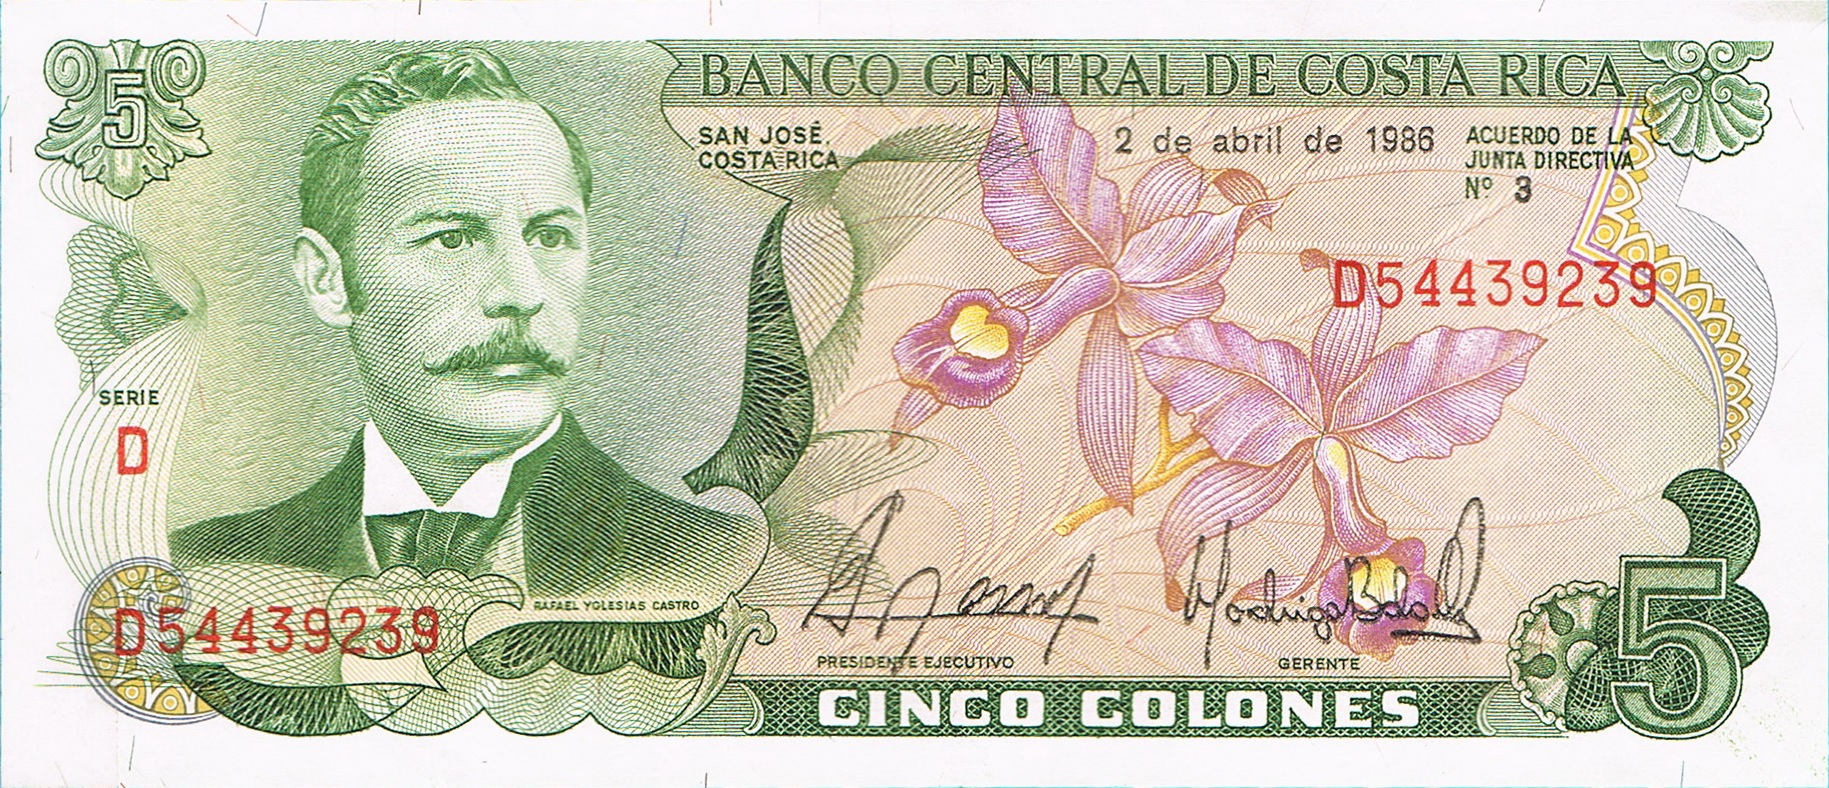 5
BANCO CENTRAL DE COSTA RICA
SAN JOSÉ,
COSTA RICA
2 de abril de 1986
ACUERDO DE LA
JUNTA DIRECTIVA
Nº 3
D54439239
SERIE
D
RAFAEL YGLESIAS CASTRO
D54439239
PRESIDENTE EJECUTIVO
GERENTE
CINCO COLONES
5